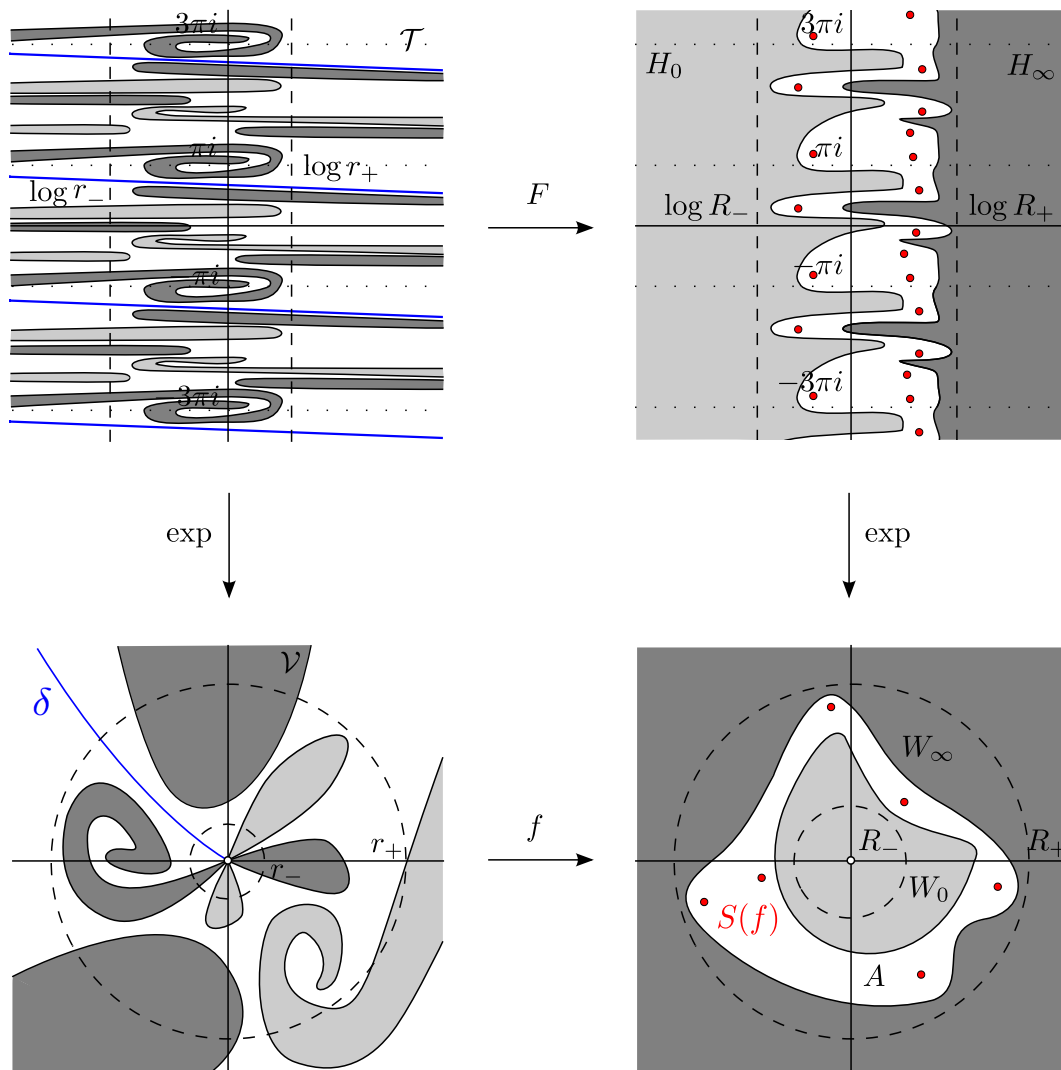 3πi
𝒯
πi
log r₊
log r₋
πi
−3πi
F
3πi
H₀
H∞
πi
log R₋
log R₊
−πi
−3πi
exp
exp
δ
𝒱
r₊
r₋
f
W∞
R₋
R₊
W₀
S(f)
A